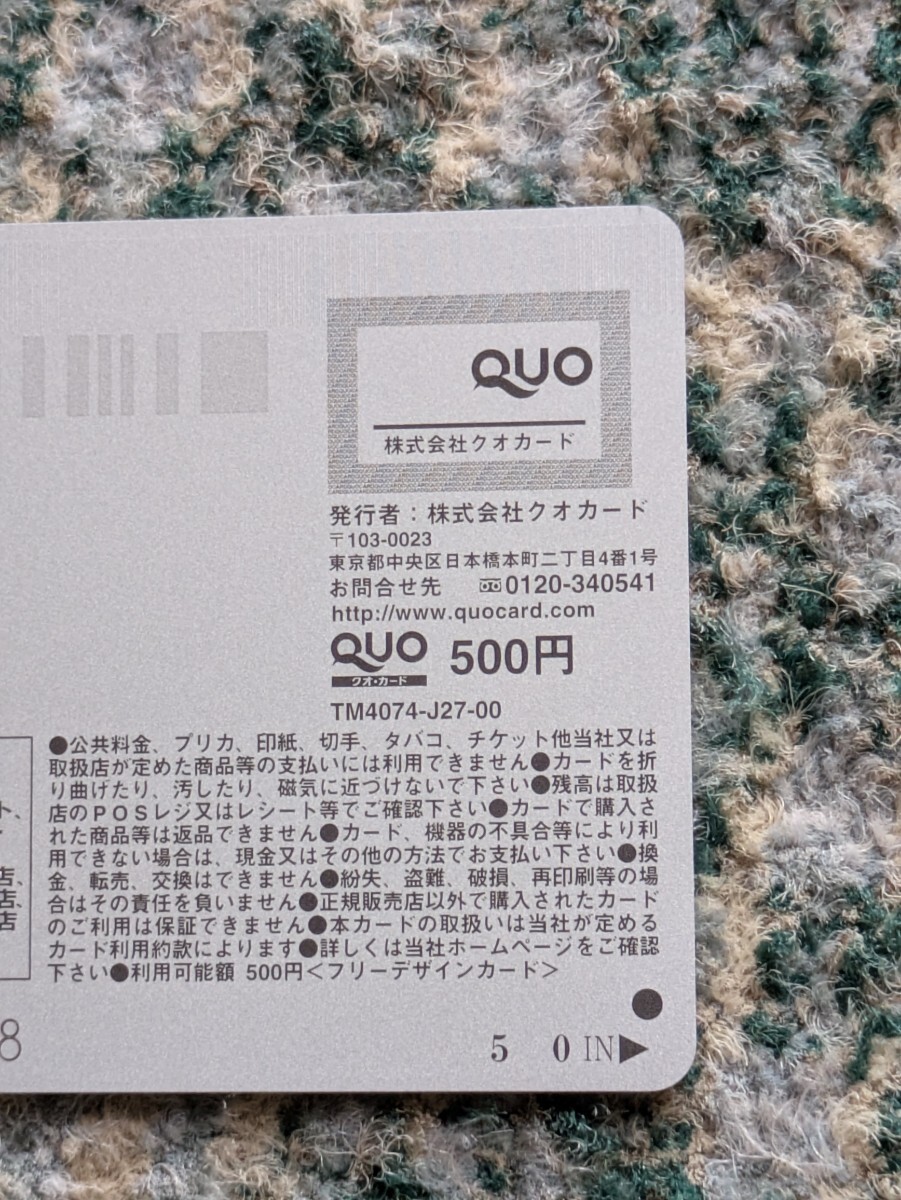 QUO
株式会社クオカード
発行者：株式会社クオカード
〒103-0023
東京都中央区日本橋本町二丁目4番1号
お問合せ先 0120-340541
http://www.quocard.com
QUO 500円
クオ・カード
TM4074-J27-00
●公共料金、プリカ、印紙、切手、タバコ、チケット他当社又は
取扱店が定めた商品等の支払いには利用できません●カードを折
り曲げたり、汚したり、磁気に近づけないで下さい●残高は取扱
店のPOSレジ又はレシート等でご確認下さい●カードで購入さ
れた商品等は返品できません●カード、機器の不具合等により利
用できない場合は、現金又はその他の方法でお支払い下さい●換
金、転売、交換はできません●紛失、盗難、破損、再印刷等の場
合はその責任を負いません●正規販売店以外で購入されたカード
のご利用は保証できません●本カードの取扱いは当社が定める
カード利用約款によります●詳しくは当社ホームページをご確認
下さい●利用可能額 500円＜フリーデザインカード＞
ト、
店、
店、
店
8
5 0 IN▶